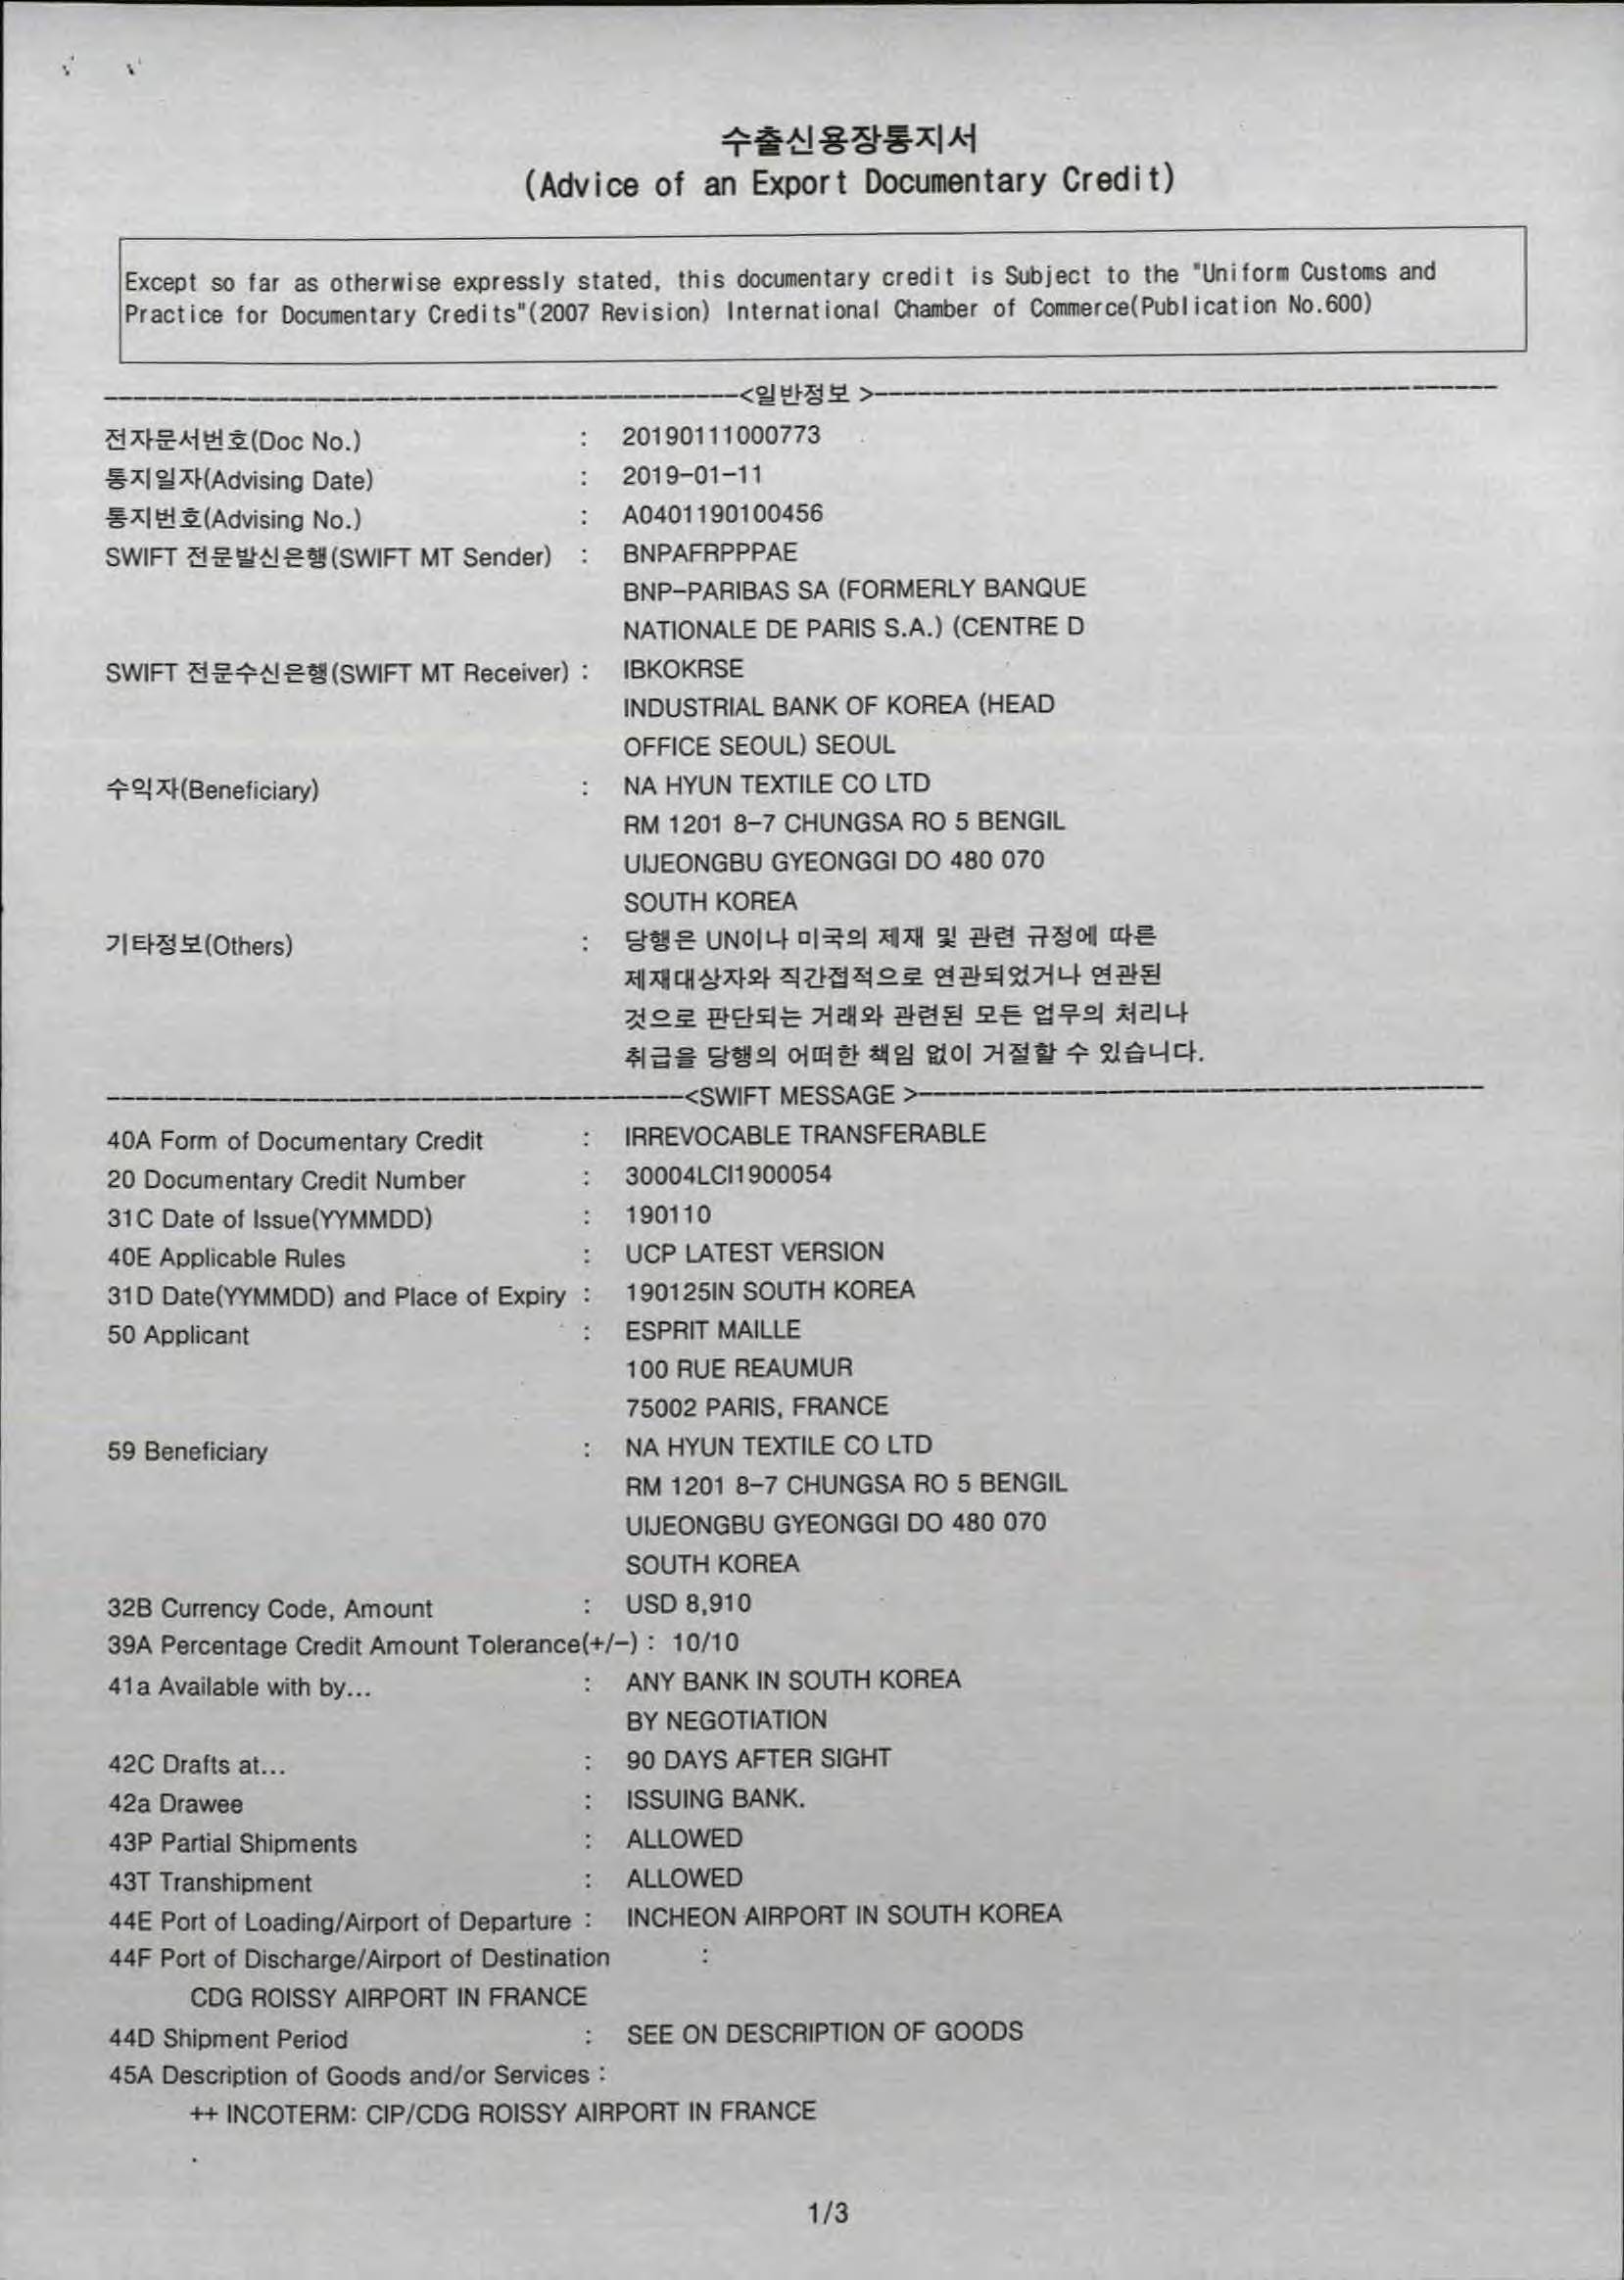 수출신용장통지서
(Advice of an Export Documentary Credit)
Except so far as otherwise expressly stated, this documentary credit is Subject to the "Uniform Customs and
Practice for Documentary Credits"(2007 Revision) International Chamber of Commerce(Publication No.600)
<일반정보 >
전자문서번호(Doc No.) : 20190111000773
통지일자(Advising Date) : 2019-01-11
통지번호(Advising No.) : A0401190100456
SWIFT 전문발신은행(SWIFT MT Sender) : BNPAFRPPPAE
BNP-PARIBAS SA (FORMERLY BANQUE
NATIONALE DE PARIS S.A.) (CENTRE D
SWIFT 전문수신은행(SWIFT MT Receiver) : IBKOKRSE
INDUSTRIAL BANK OF KOREA (HEAD
OFFICE SEOUL) SEOUL
수익자(Beneficiary) : NA HYUN TEXTILE CO LTD
RM 1201 8-7 CHUNGSA RO 5 BENGIL
UIJEONGBU GYEONGGI DO 480 070
SOUTH KOREA
기타정보(Others) : 당행은 UN이나 미국의 제재 및 관련 규정에 따른
제재대상자와 직간접적으로 연관되었거나 연관된
것으로 판단되는 거래와 관련된 모든 업무의 처리나
취급을 당행의 어떠한 책임 없이 거절할 수 있습니다.
<SWIFT MESSAGE >
40A Form of Documentary Credit : IRREVOCABLE TRANSFERABLE
20 Documentary Credit Number : 30004LCI1900054
31C Date of Issue(YYMMDD) : 190110
40E Applicable Rules : UCP LATEST VERSION
31D Date(YYMMDD) and Place of Expiry : 190125IN SOUTH KOREA
50 Applicant : ESPRIT MAILLE
100 RUE REAUMUR
75002 PARIS, FRANCE
59 Beneficiary : NA HYUN TEXTILE CO LTD
RM 1201 8-7 CHUNGSA RO 5 BENGIL
UIJEONGBU GYEONGGI DO 480 070
SOUTH KOREA
32B Currency Code, Amount : USD 8,910
39A Percentage Credit Amount Tolerance(+/-) : 10/10
41a Available with by... : ANY BANK IN SOUTH KOREA
BY NEGOTIATION
42C Drafts at... : 90 DAYS AFTER SIGHT
42a Drawee : ISSUING BANK.
43P Partial Shipments : ALLOWED
43T Transhipment : ALLOWED
44E Port of Loading/Airport of Departure : INCHEON AIRPORT IN SOUTH KOREA
44F Port of Discharge/Airport of Destination :
CDG ROISSY AIRPORT IN FRANCE
44D Shipment Period : SEE ON DESCRIPTION OF GOODS
45A Description of Goods and/or Services :
++ INCOTERM: CIP/CDG ROISSY AIRPORT IN FRANCE
.
1/3